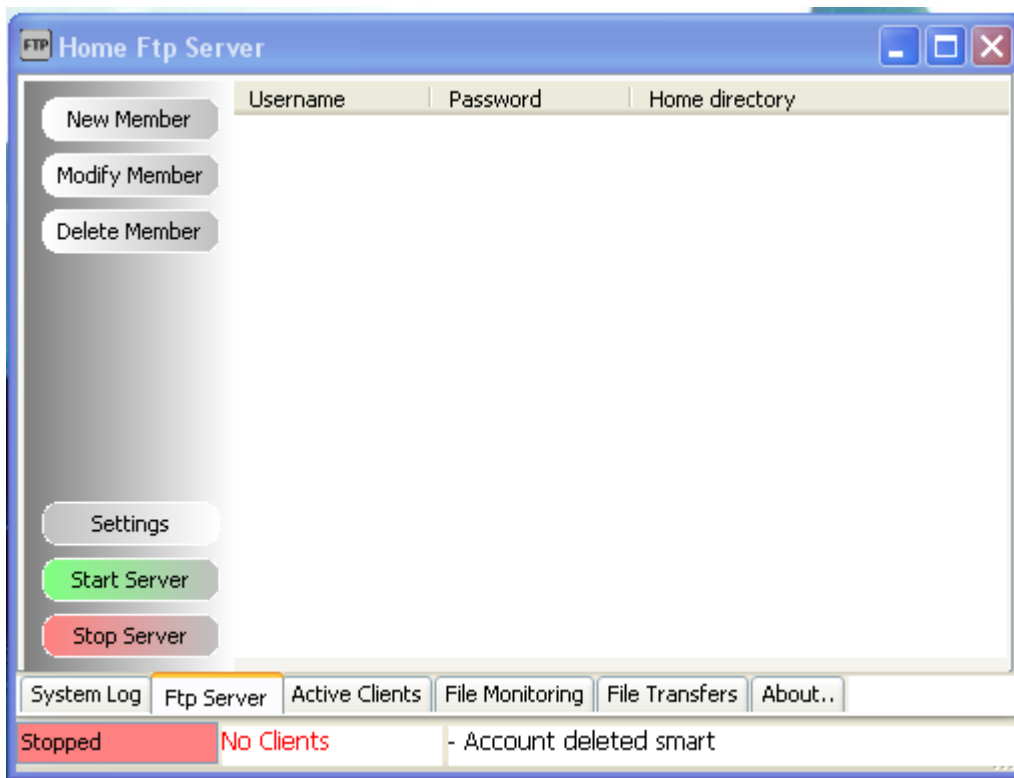 FTP Home Ftp Server
Username Password Home directory
New Member
Modify Member
Delete Member
Settings
Start Server
Stop Server
System Log Ftp Server Active Clients File Monitoring File Transfers About..
Stopped No Clients - Account deleted smart